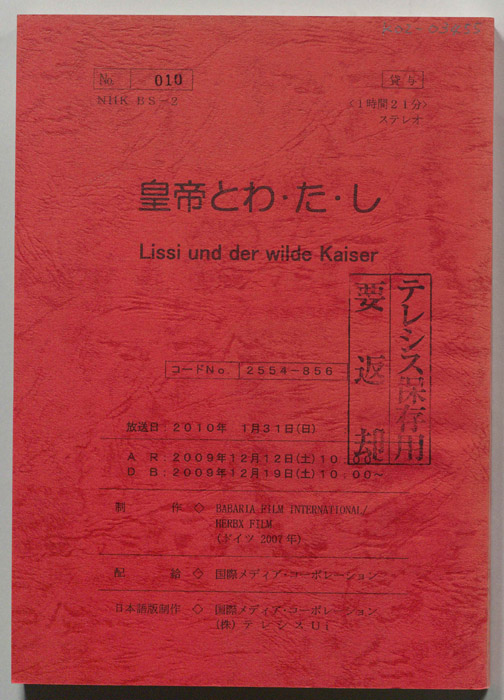 No. 010
貸与
NHK BS-2
〈1時間21分〉
ステレオ
皇帝とわ・た・し
Lissi und der wilde Kaiser
テレシス保存用
要返却
コードNo. 2554-856
放送日：2010年 1月31日(日)
A R：2009年12月12日(土)10
D B：2009年12月19日(土)10:00～
制作◇ BABARIA FILM INTERNATIONAL/
HERBX FILM
(ドイツ 2007年)
配給◇ 国際メディア・コーポレーション
日本語版制作◇ 国際メディア・コーポレーション
(株)テレシスUi